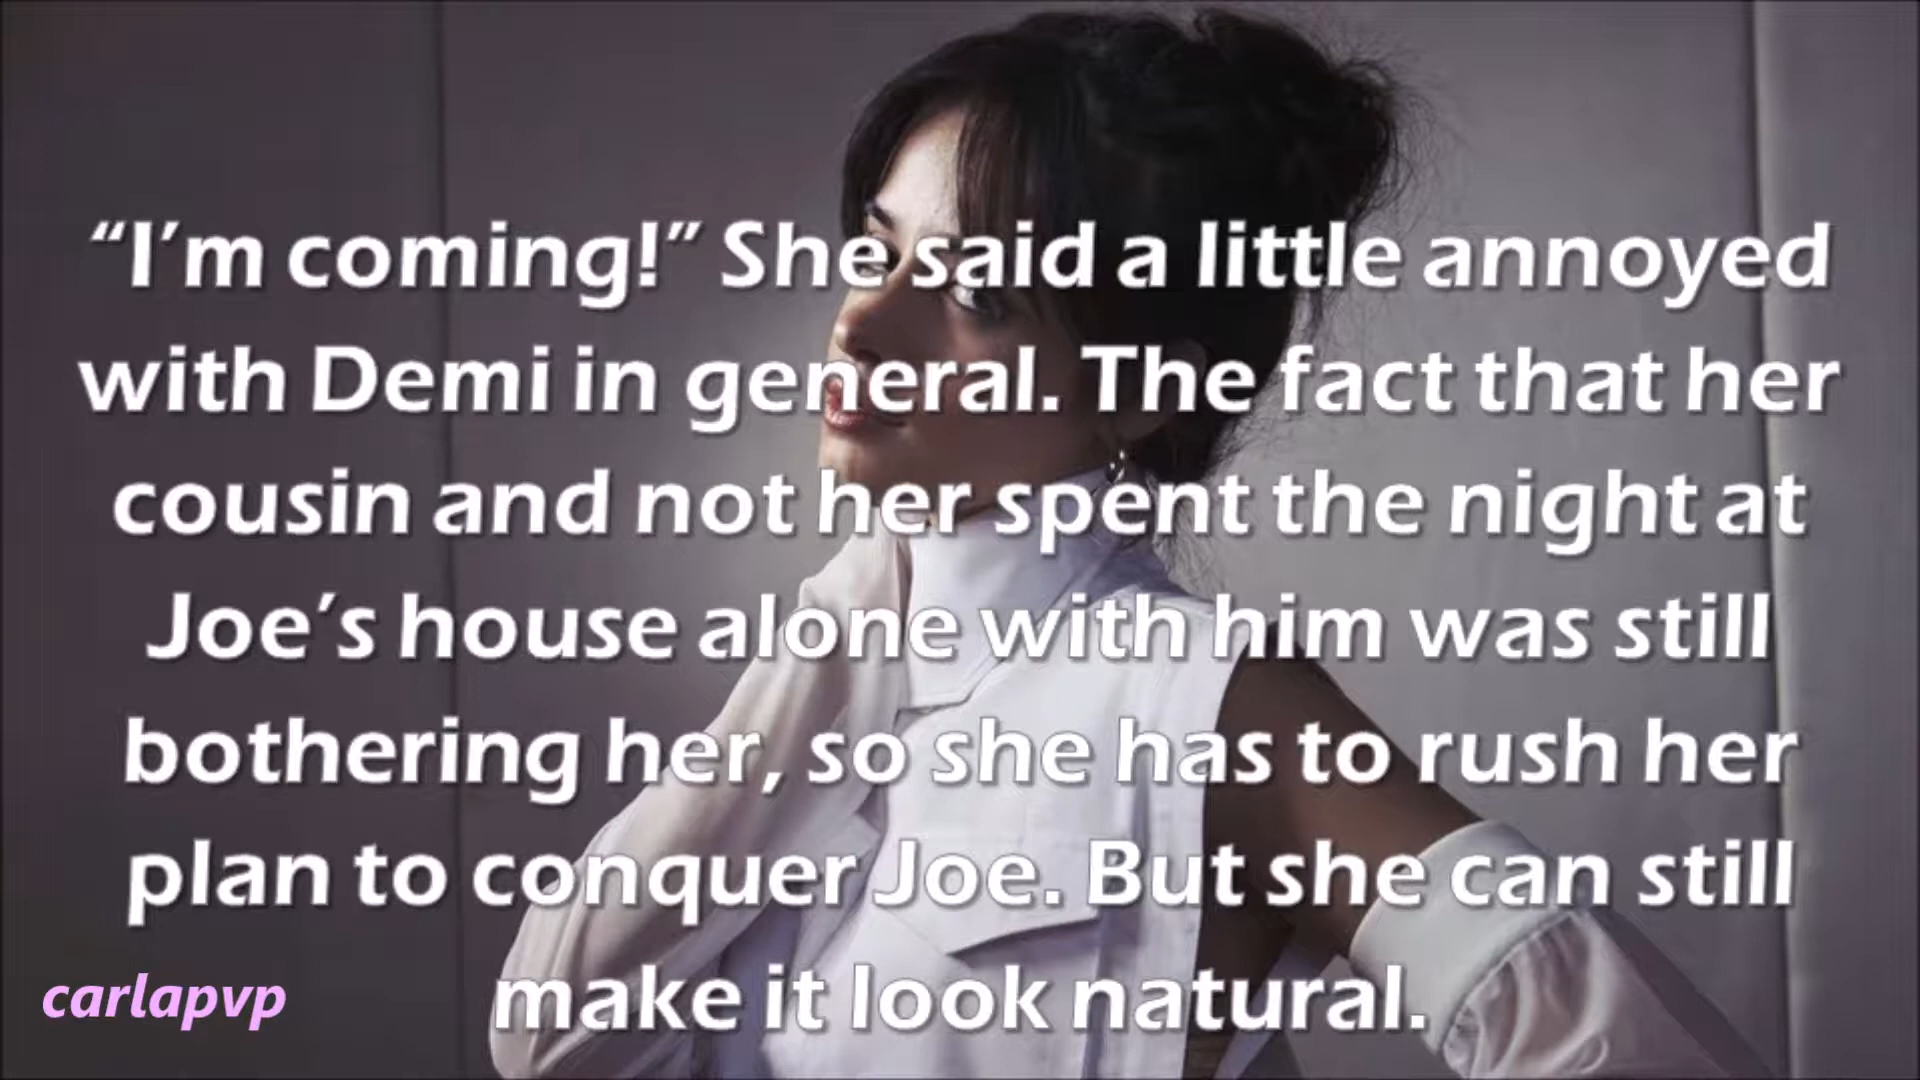 “I’m coming!” She said a little annoyed
with Demi in general. The fact that her
cousin and not her spent the night at
Joe’s house alone with him was still
bothering her, so she has to rush her
plan to conquer Joe. But she can still
make it look natural.
carlapvp